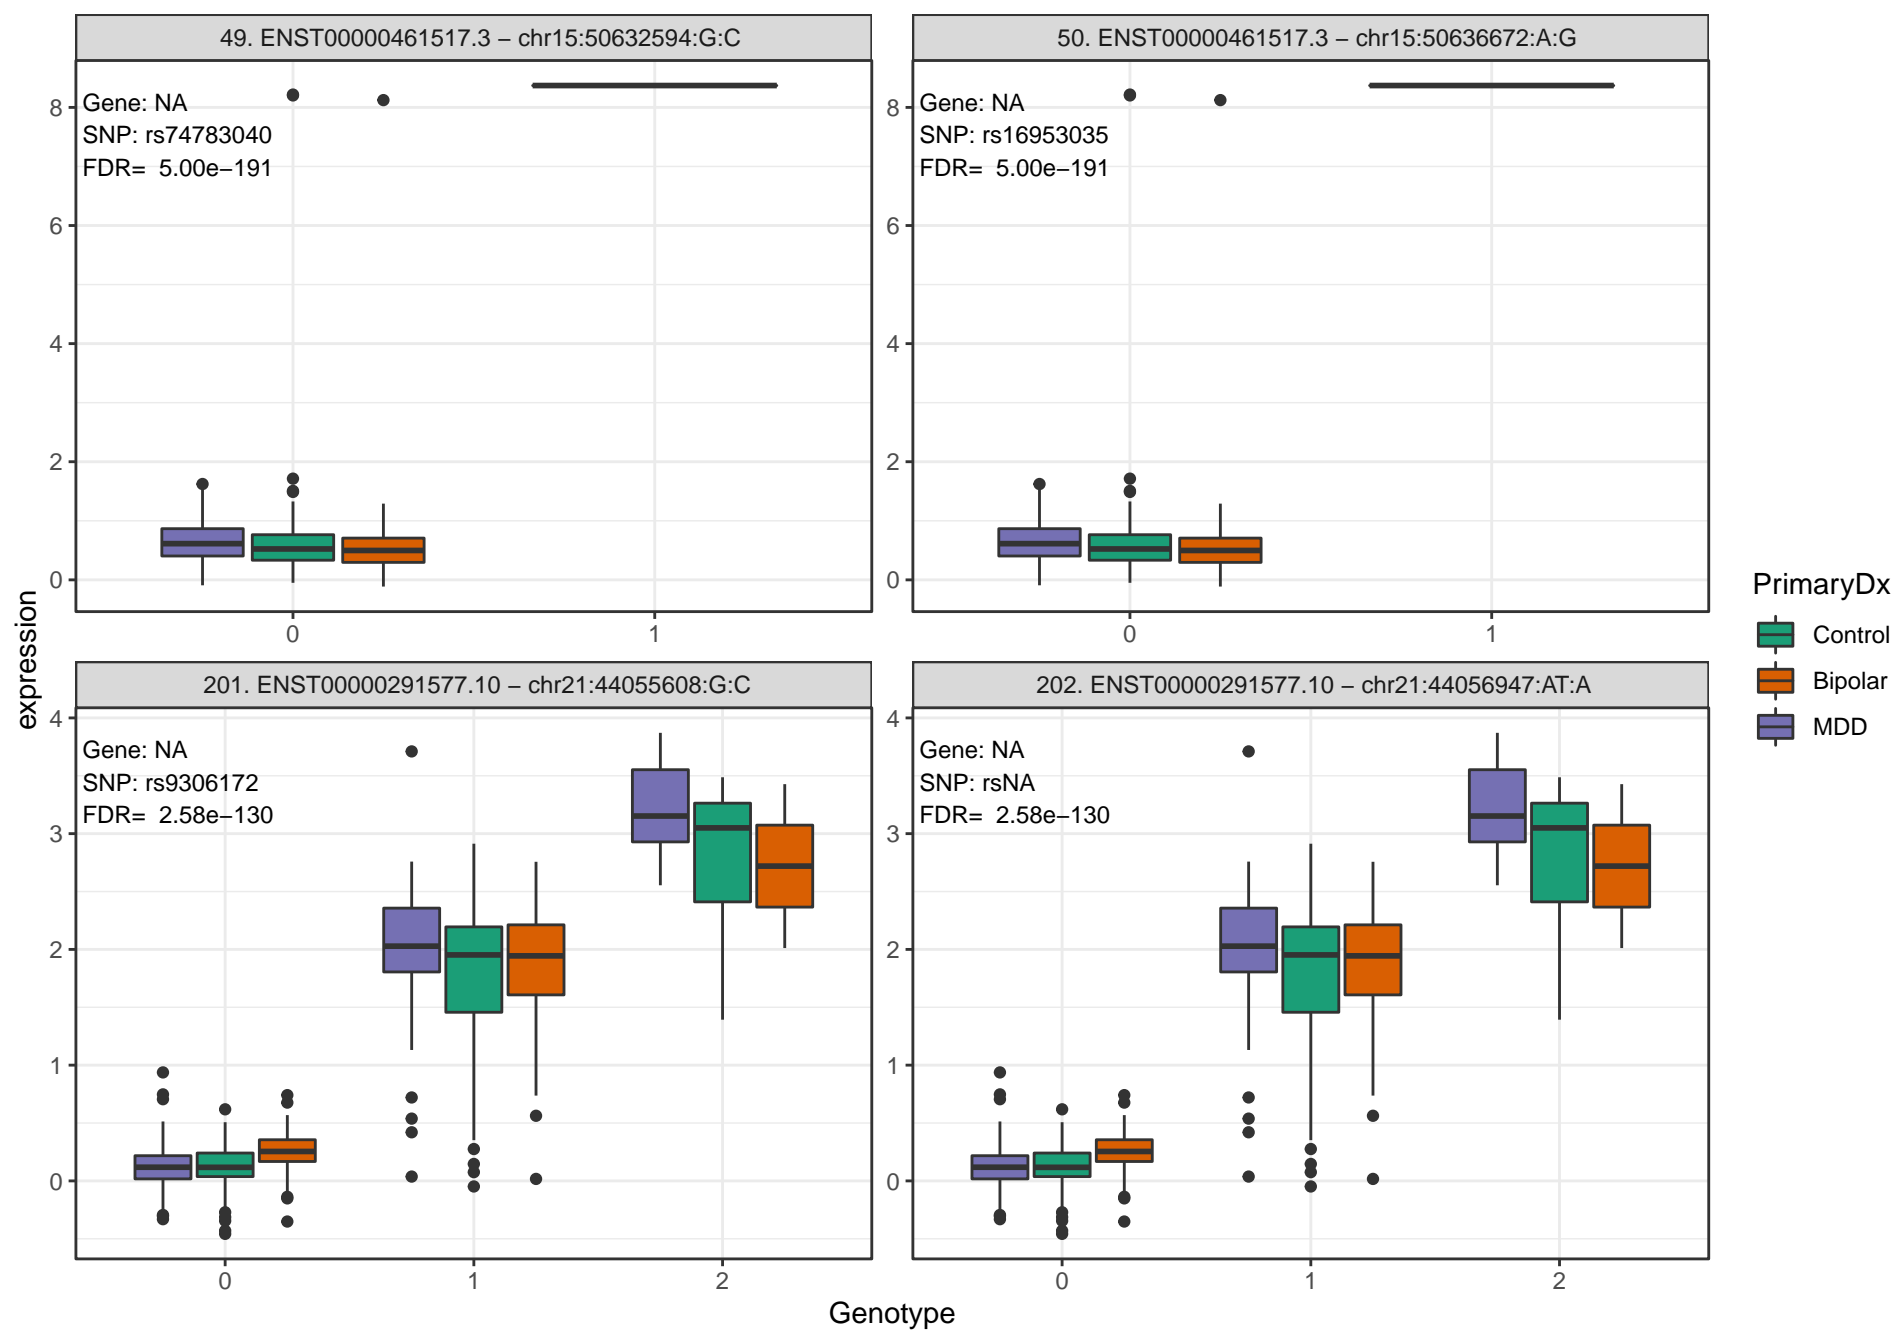 49. ENST00000461517.3 − chr15:50632594:G:C
50. ENST00000461517.3 − chr15:50636672:A:G
Gene: NA
SNP: rs74783040
FDR=  5.00e−191
8
6
4
2
0
0
1
Gene: NA
SNP: rs16953035
FDR=  5.00e−191
8
6
4
2
0
0
1
201. ENST00000291577.10 − chr21:44055608:G:C
202. ENST00000291577.10 − chr21:44056947:AT:A
Gene: NA
SNP: rs9306172
FDR=  2.58e−130
4
3
2
1
0
0
1
2
Gene: NA
SNP: rsNA
FDR=  2.58e−130
4
3
2
1
0
0
1
2
expression
Genotype
PrimaryDx
Control
Bipolar
MDD